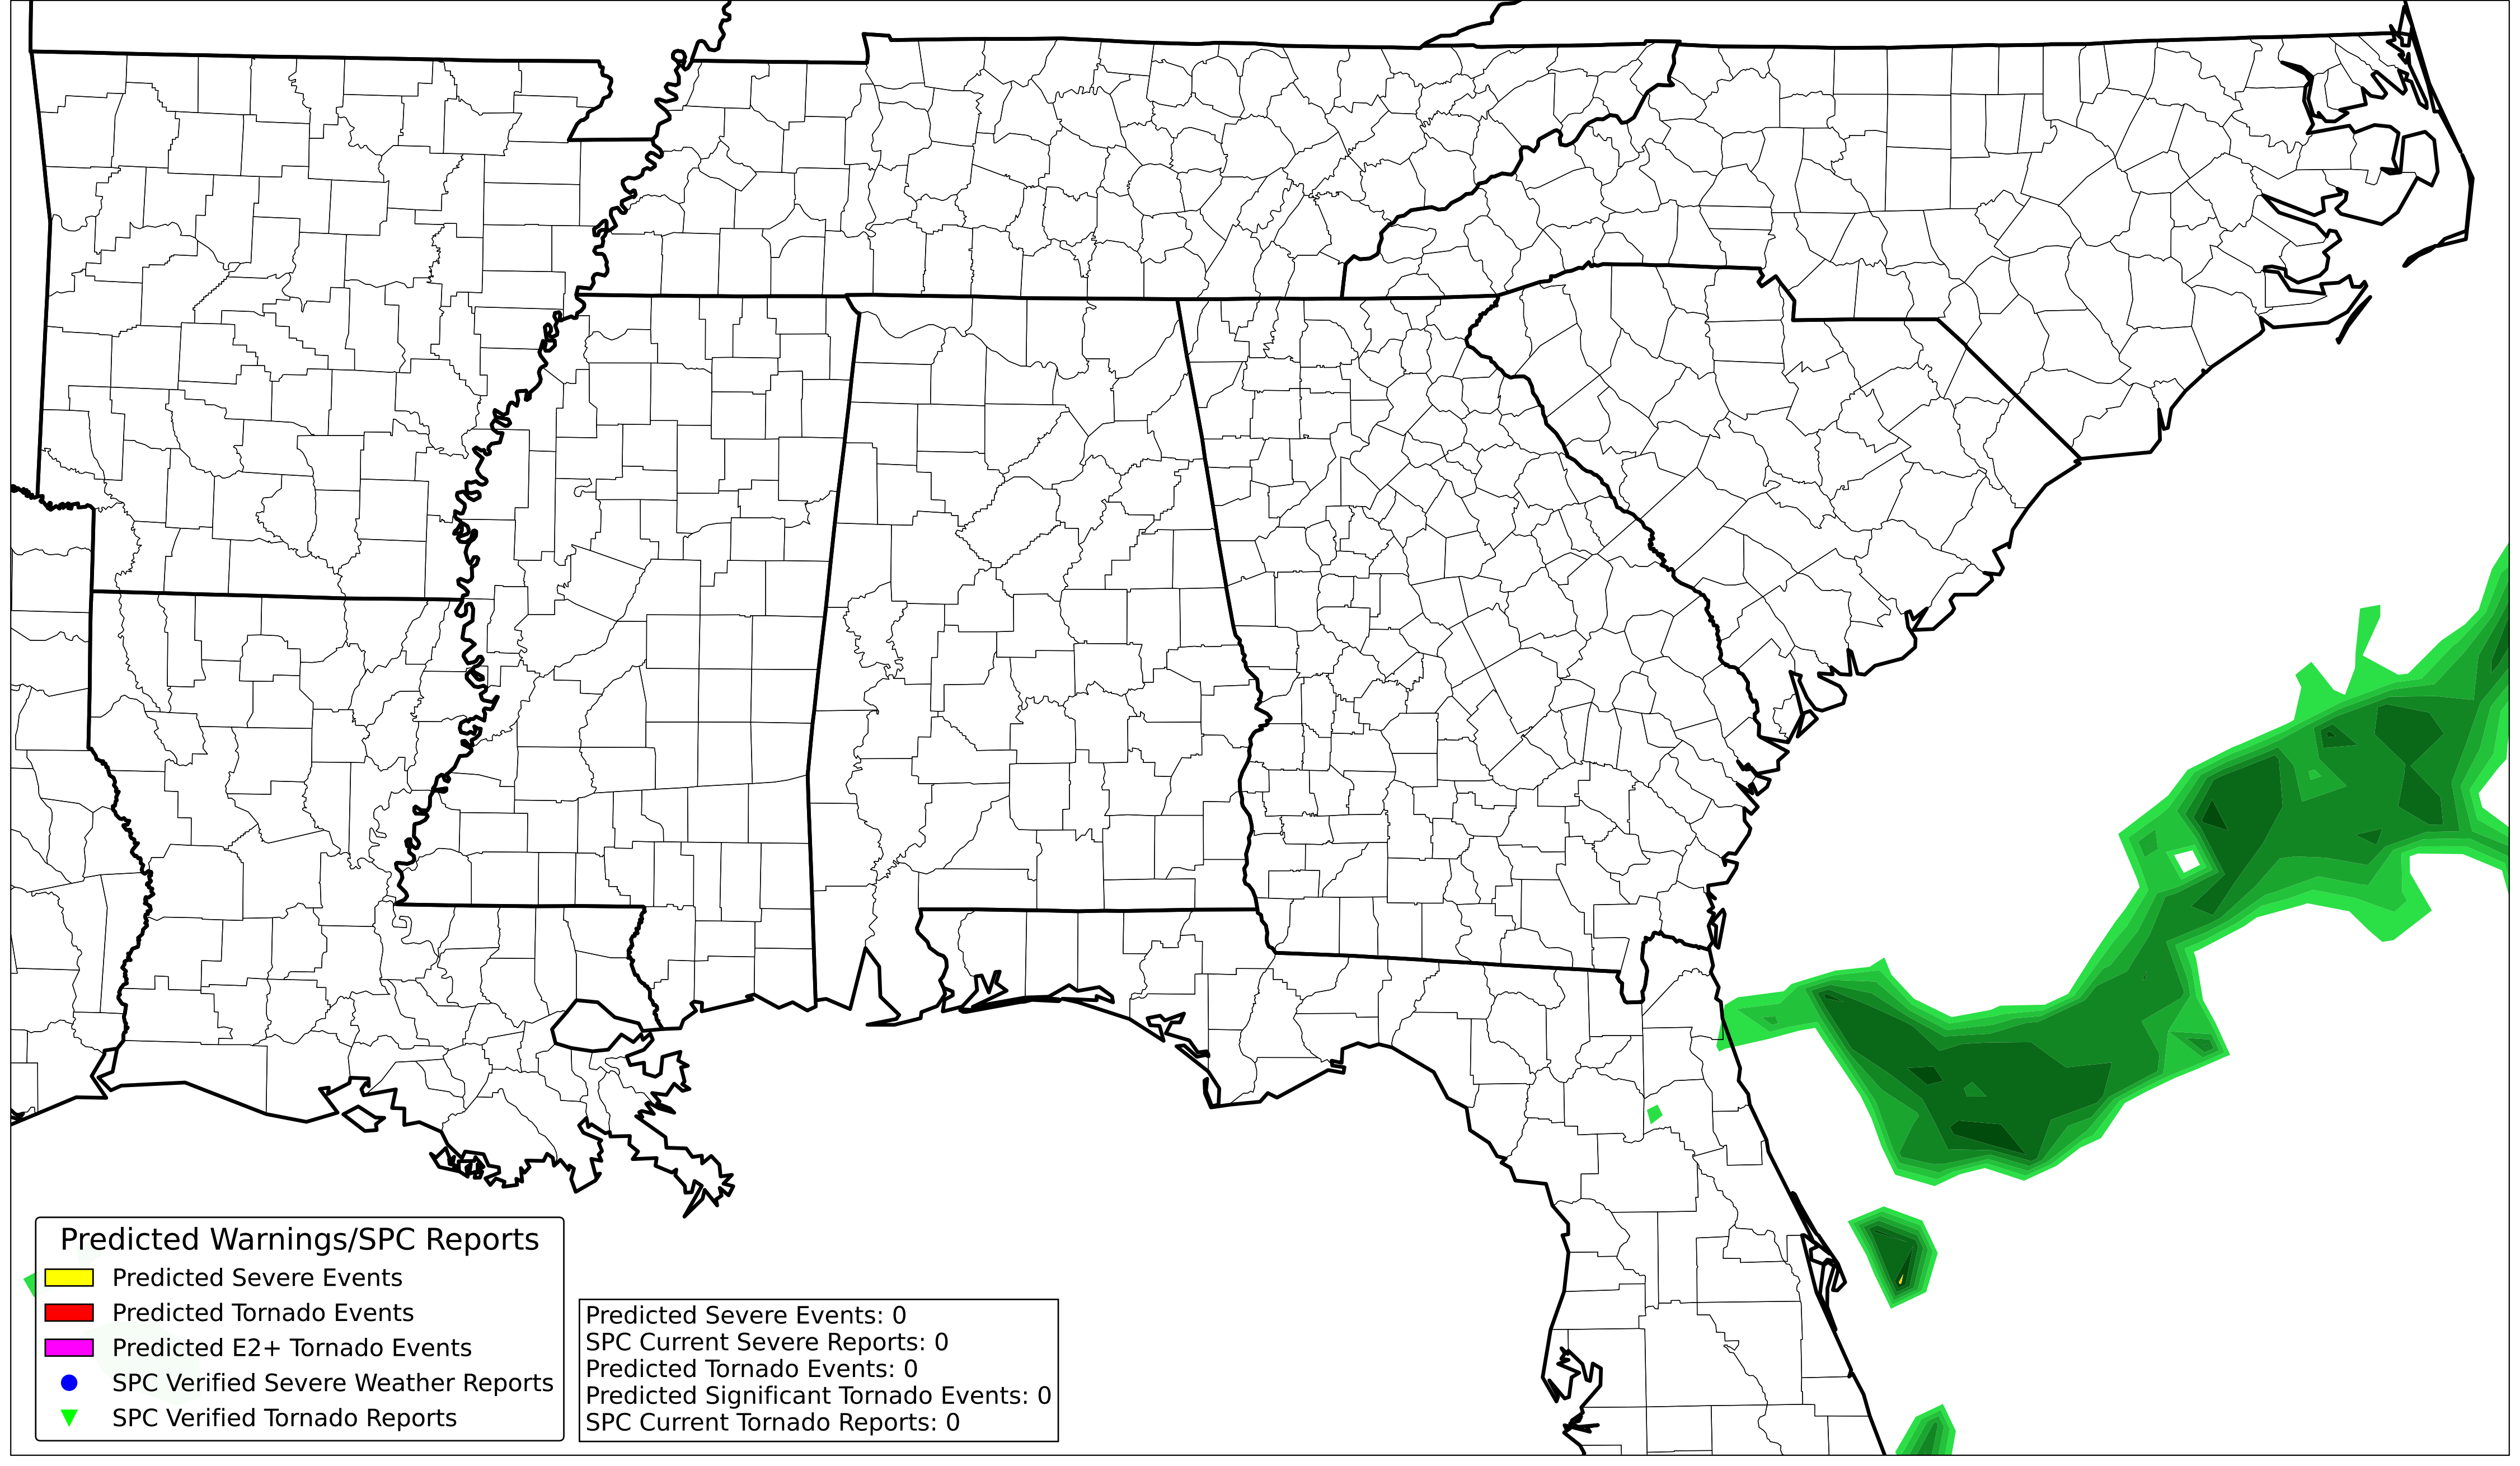 Predicted Warnings/SPC Reports
Predicted Severe Events
Predicted Tornado Events
Predicted E2+ Tornado Events
SPC Verified Severe Weather Reports
SPC Verified Tornado Reports
Predicted Severe Events: 0
SPC Current Severe Reports: 0
Predicted Tornado Events: 0
Predicted Significant Tornado Events: 0
SPC Current Tornado Reports: 0